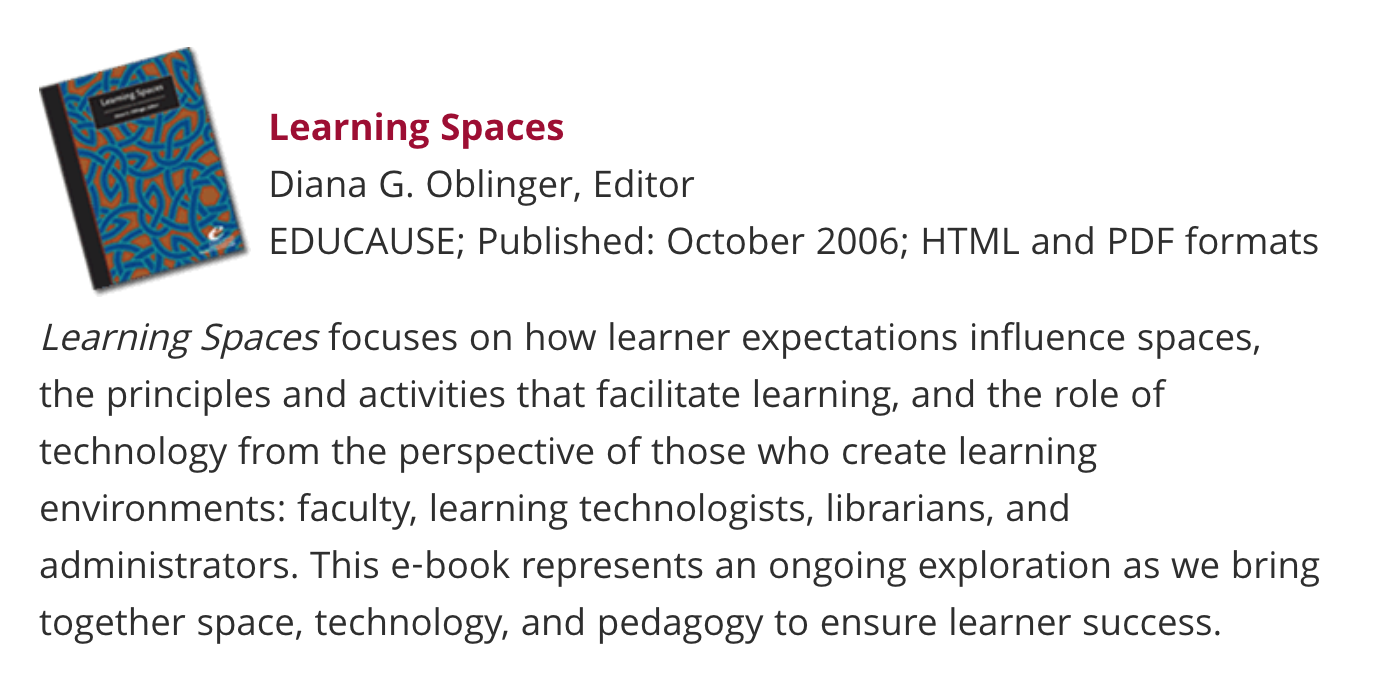 Learning Spaces
Learning Spaces
Diana G. Oblinger, Editor
EDUCAUSE; Published: October 2006; HTML and PDF formats
Learning Spaces focuses on how learner expectations influence spaces,
the principles and activities that facilitate learning, and the role of
technology from the perspective of those who create learning
environments: faculty, learning technologists, librarians, and
administrators. This e-book represents an ongoing exploration as we bring
together space, technology, and pedagogy to ensure learner success.